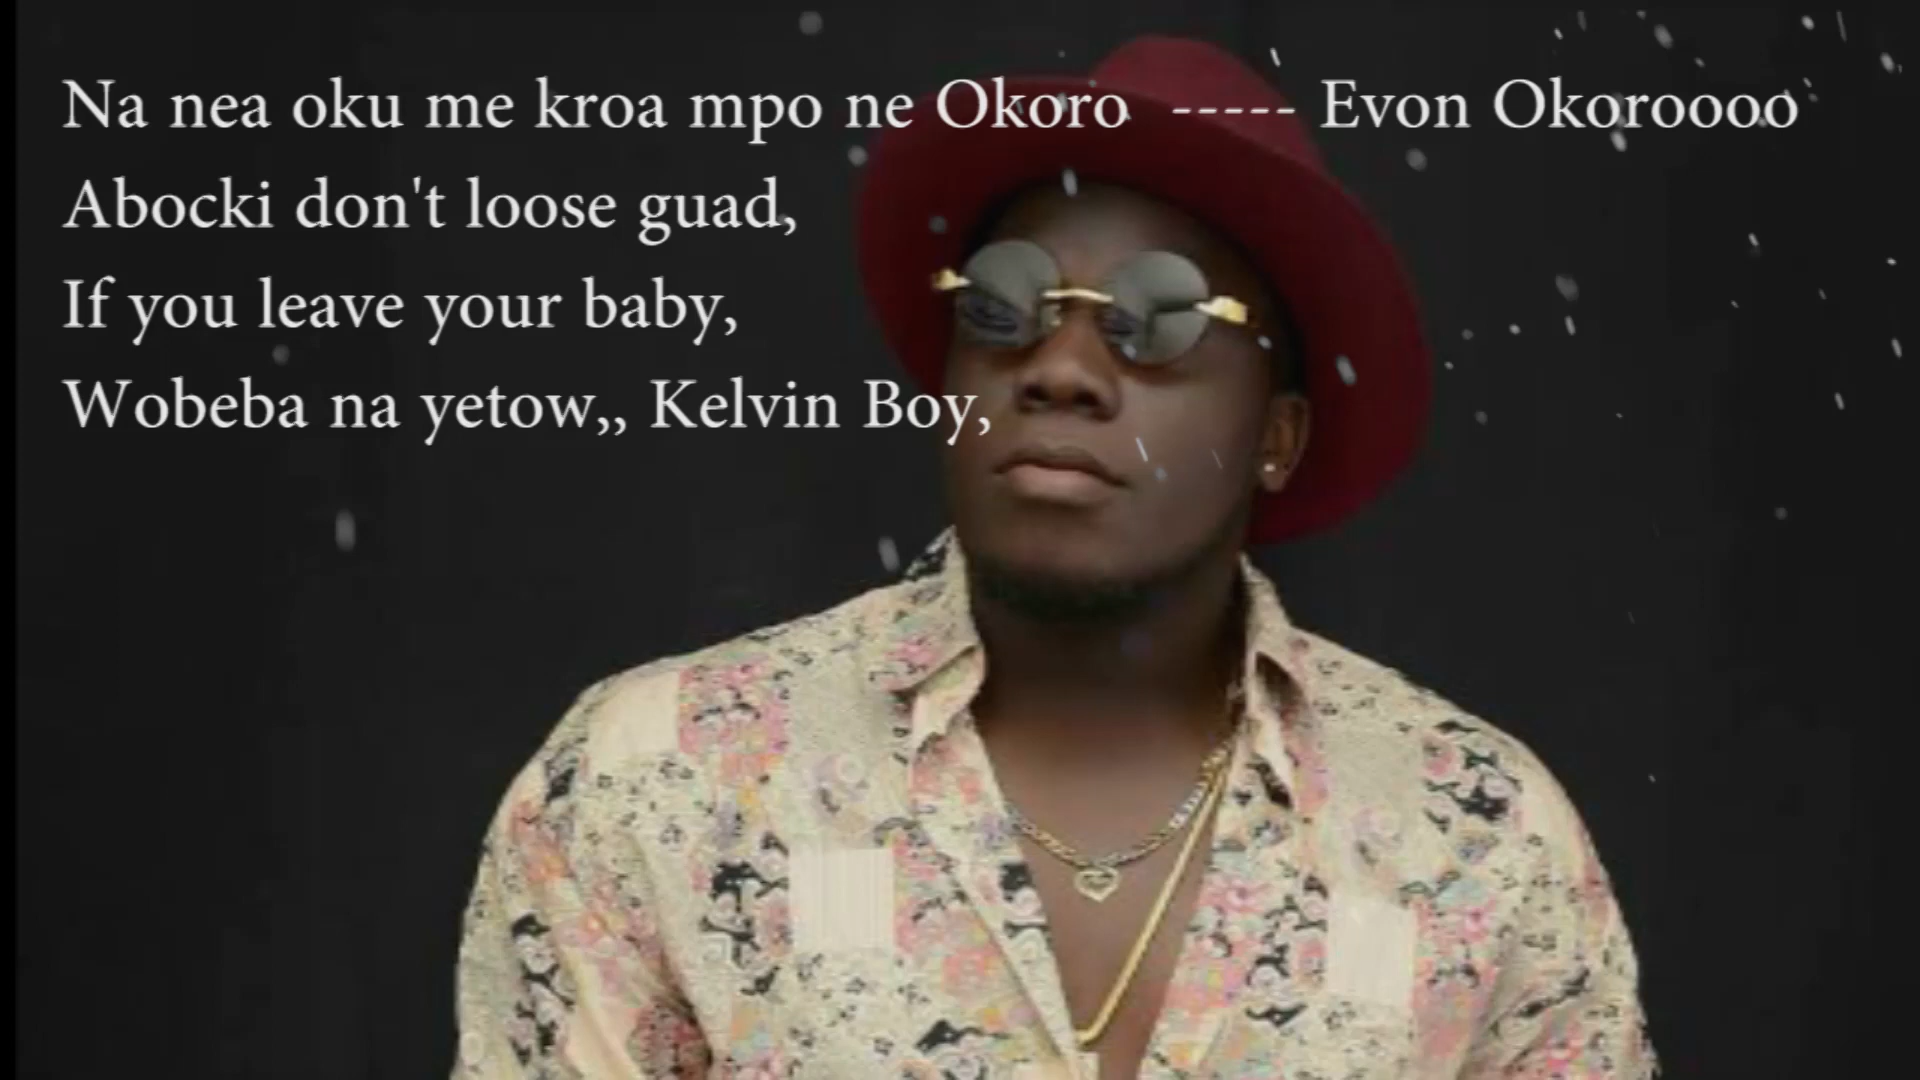 Na nea oku me kroa mpo ne Okoro ----- Evon Okoroooo
Abocki don't loose guad,
If you leave your baby,
Wobeba na yetow,, Kelvin Boy,